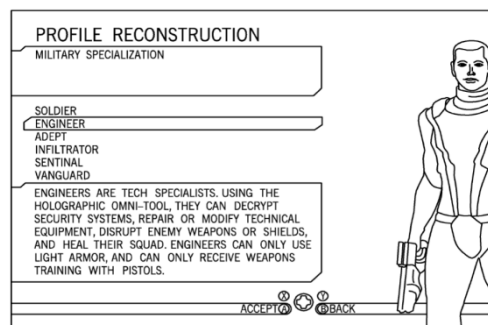 PROFILE RECONSTRUCTION
MILITARY SPECIALIZATION
SOLDIER
ENGINEER
ADEPT
INFILTRATOR
SENTINAL
VANGUARD
ENGINEERS ARE TECH SPECIALISTS. USING THE
HOLOGRAPHIC OMNI-TOOL, THEY CAN DECRYPT
SECURITY SYSTEMS, REPAIR OR MODIFY TECHNICAL
EQUIPMENT, DISRUPT ENEMY WEAPONS OR SHIELDS,
AND HEAL THEIR SQUAD. ENGINEERS CAN ONLY USE
LIGHT ARMOR, AND CAN ONLY RECEIVE WEAPONS
TRAINING WITH PISTOLS.
X Y
ACCEPT A B BACK